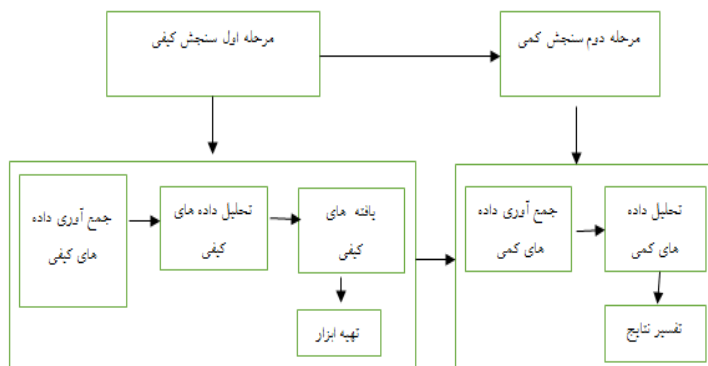 مرحله اول سنجش کیفی
مرحله دوم سنجش کمی
جمع آوری داده
های کیفی
تحلیل داده های
کیفی
یافته های
کیفی
تهیه ابزار
جمع آوری داده
های کمی
تحلیل داده
های کمی
تفسیر نتایج